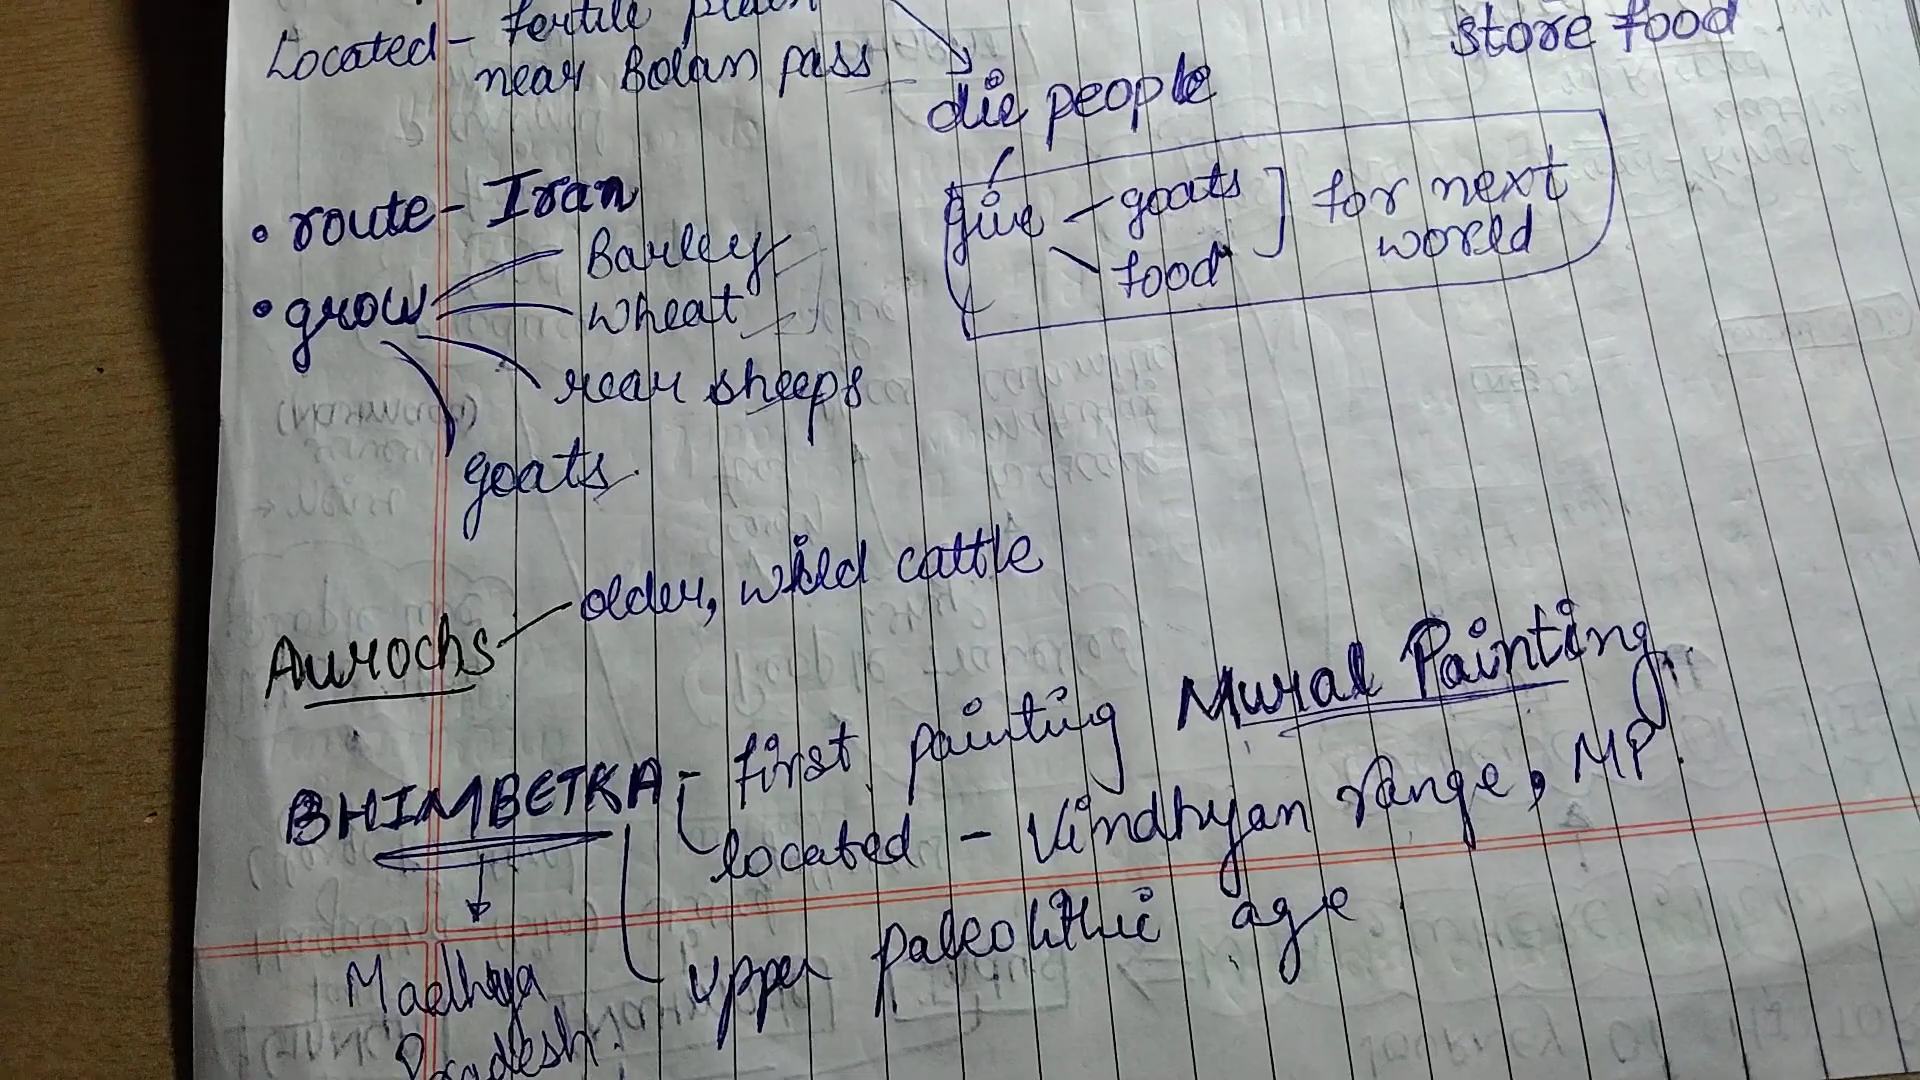 Located - fertile plain
near Bolan pass
store food
die people
give - goats ] for next
food world
• route - Iran
• grow Barley
wheat
rear sheeps
goats
Aurochs - older, wild cattle
BHIMBETKA - first painting Mural Painting
located - Vindhyan range, MP
upper paleolithic age
Madhya
Pradesh